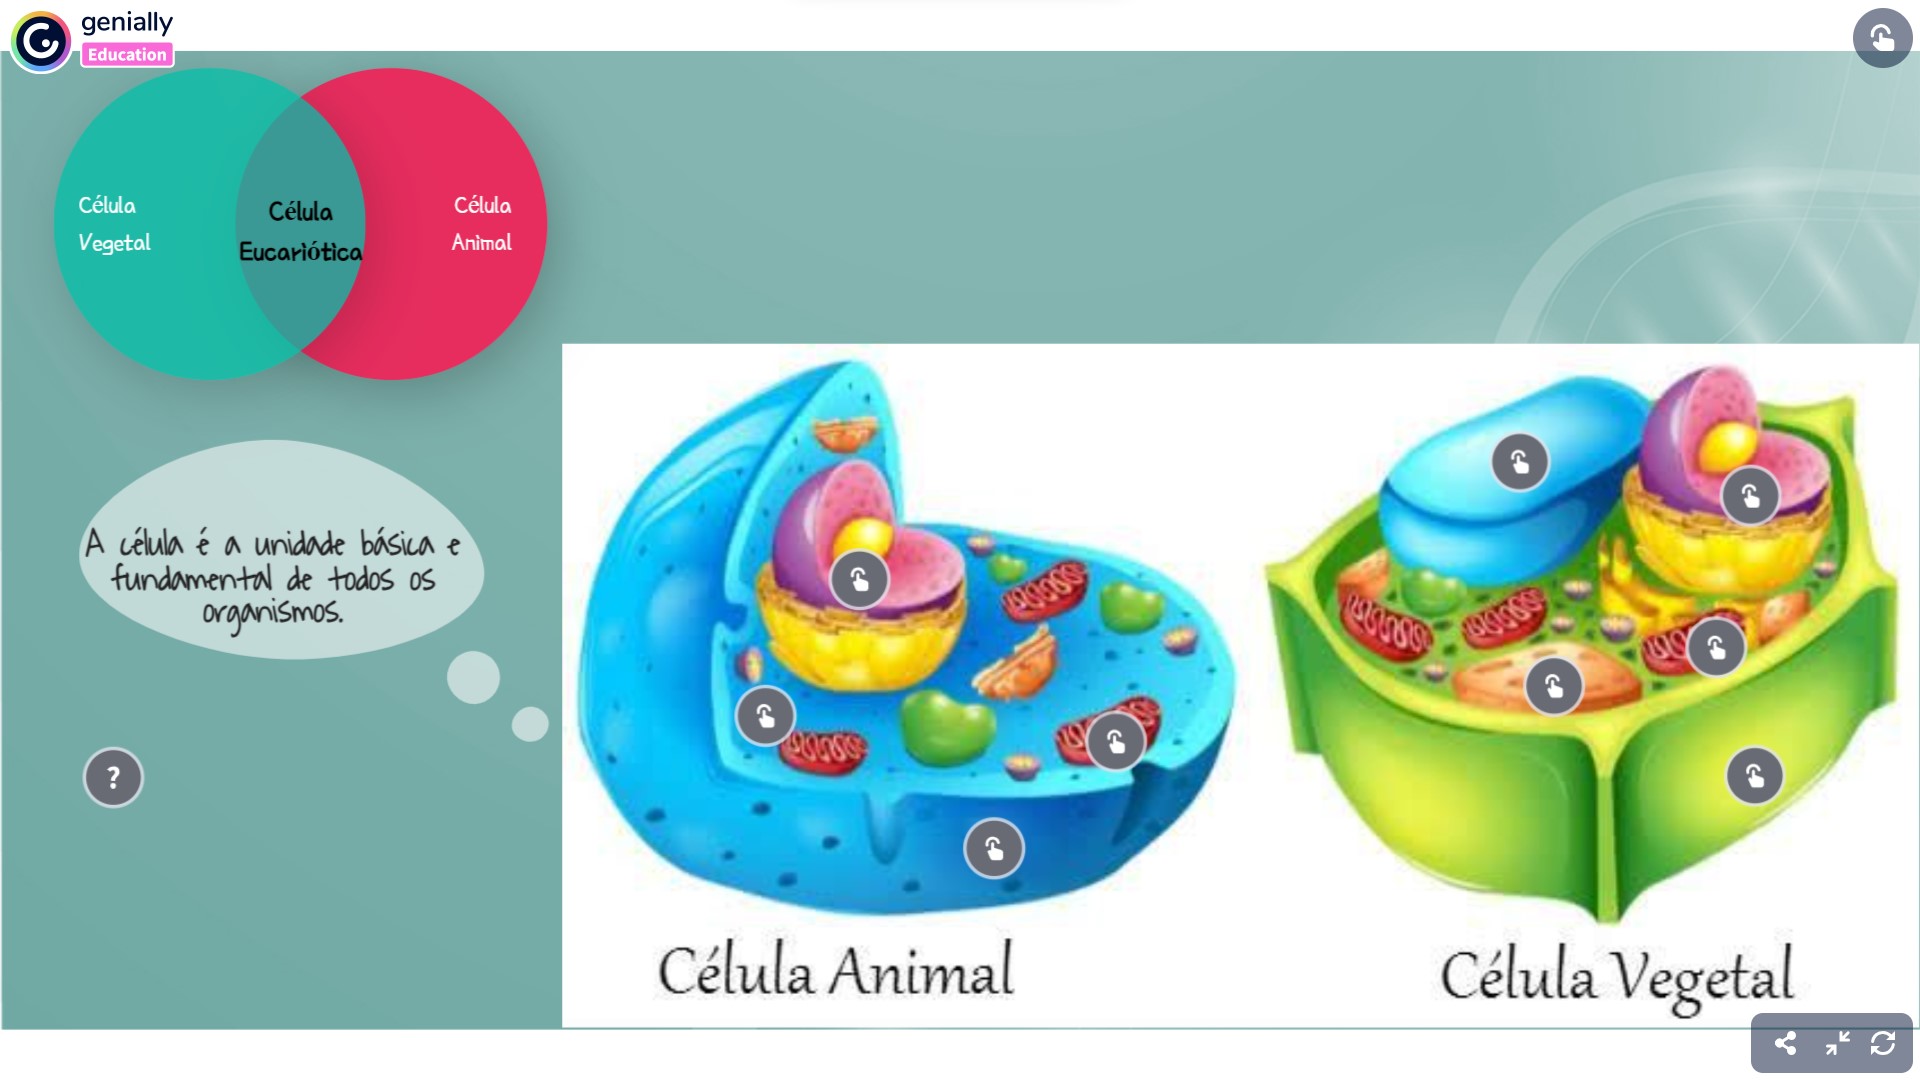 genially
Education
Célula
Vegetal
Célula
Eucariótica
Célula
Animal
A célula é a unidade básica e
fundamental de todos os
organismos.
?
Célula Animal
Célula Vegetal